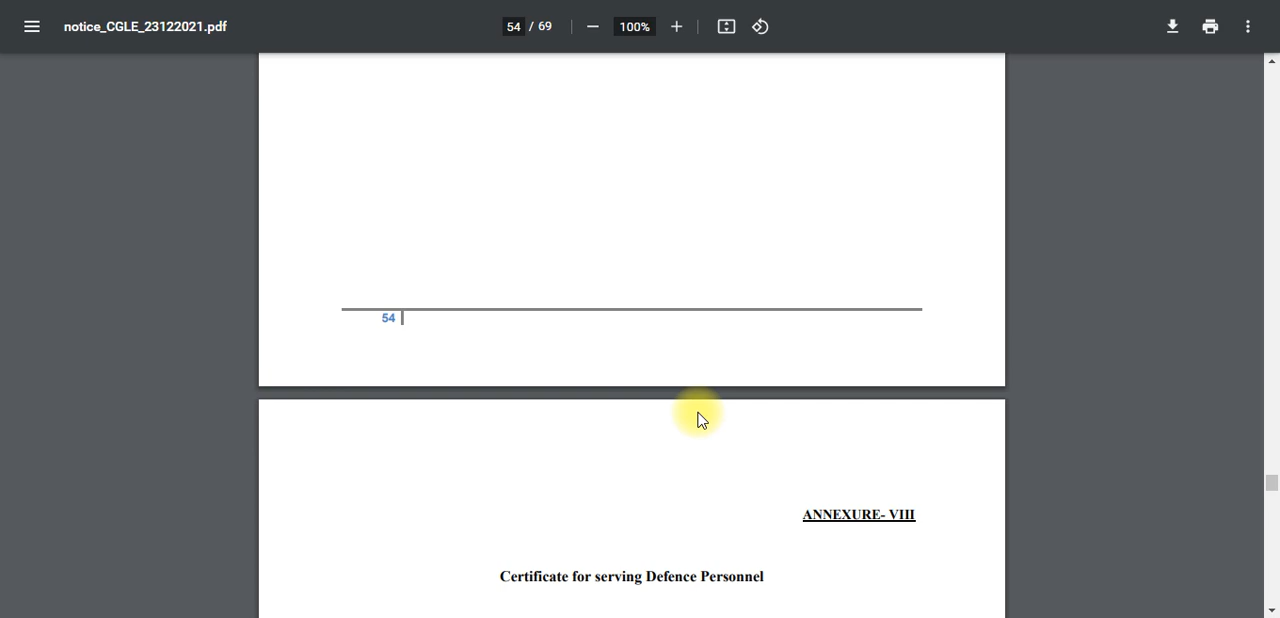 notice_CGLE_23122021.pdf
54 / 69
100%
54
ANNEXURE- VIII
Certificate for serving Defence Personnel